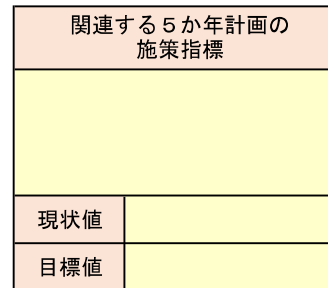 関連する５か年計画の
施策指標
現状値
目標値